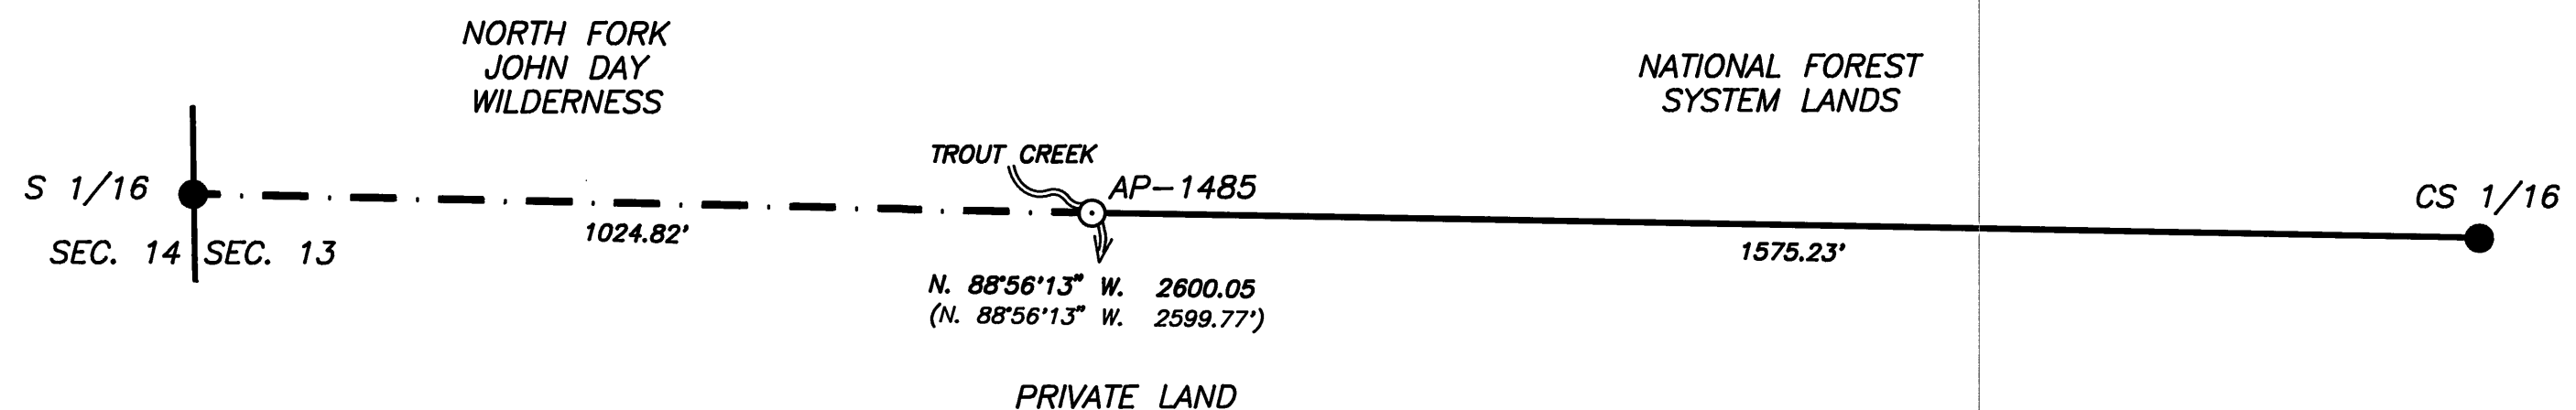 NORTH FORK
JOHN DAY
WILDERNESS
NATIONAL FOREST
SYSTEM LANDS
TROUT CREEK
S 1/16
AP-1485
CS 1/16
SEC. 14 SEC. 13
1024.82'
1575.23'
N. 88°56'13" W. 2600.05
(N. 88°56'13" W. 2599.77')
PRIVATE LAND